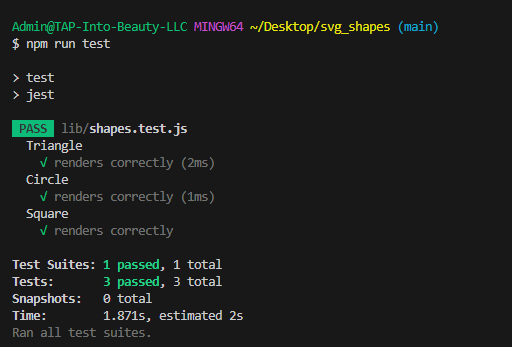 Admin@TAP-Into-Beauty-LLC MINGW64 ~/Desktop/svg_shapes (main)
$ npm run test
> test
> jest
PASS lib/shapes.test.js
Triangle
√ renders correctly (2ms)
Circle
√ renders correctly (1ms)
Square
√ renders correctly
Test Suites: 1 passed, 1 total
Tests: 3 passed, 3 total
Snapshots: 0 total
Time: 1.871s, estimated 2s
Ran all test suites.